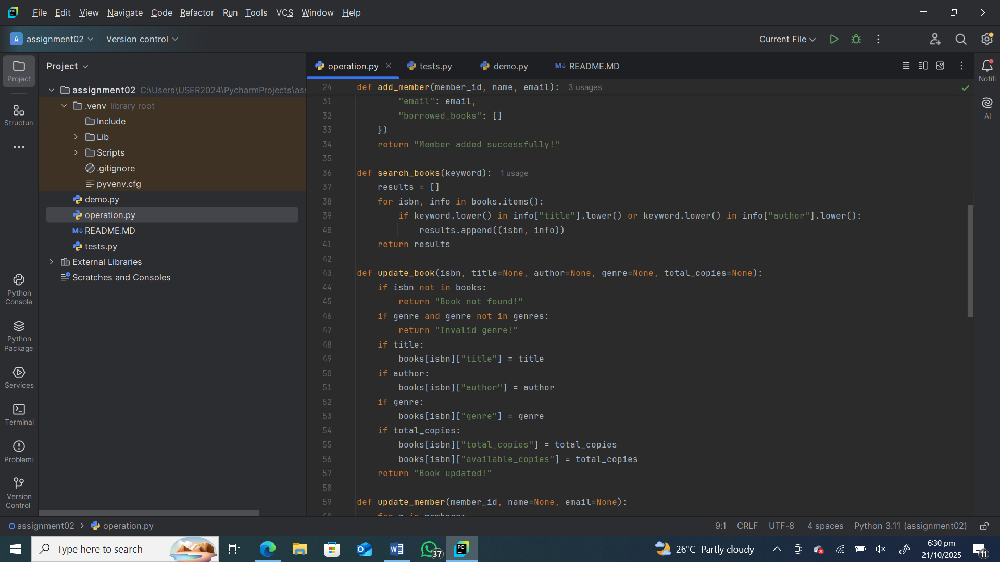 File Edit View Navigate Code Refactor Run Tools VCS Window Help
A assignment02 Version control Current File
Project
operation.py tests.py demo.py README.MD
Project
Structure
assignment02 C:\Users\USER2024\PycharmProjects\as
.venv library root
Include
Lib
Scripts
.gitignore
pyvenv.cfg
demo.py
operation.py
README.MD
tests.py
External Libraries
Scratches and Consoles
Python Console
Python Package
Services
Terminal
Problems
Version Control
24 def add_member(member_id, name, email): 3 usages
31 "email": email,
32 "borrowed_books": []
33 })
34 return "Member added successfully!"
35
36 def search_books(keyword): 1 usage
37 results = []
38 for isbn, info in books.items():
39 if keyword.lower() in info["title"].lower() or keyword.lower() in info["author"].lower():
40 results.append((isbn, info))
41 return results
42
43 def update_book(isbn, title=None, author=None, genre=None, total_copies=None):
44 if isbn not in books:
45 return "Book not found!"
46 if genre and genre not in genres:
47 return "Invalid genre!"
48 if title:
49 books[isbn]["title"] = title
50 if author:
51 books[isbn]["author"] = author
52 if genre:
53 books[isbn]["genre"] = genre
54 if total_copies:
55 books[isbn]["total_copies"] = total_copies
56 books[isbn]["available_copies"] = total_copies
57 return "Book updated!"
58
59 def update_member(member_id, name=None, email=None):
60 for m in members:
Notifi
AI
assignment02 > operation.py
9:1 CRLF UTF-8 4 spaces Python 3.11 (assignment02)
Type here to search
37
26°C Partly cloudy
6:30 pm
21/10/2025
11